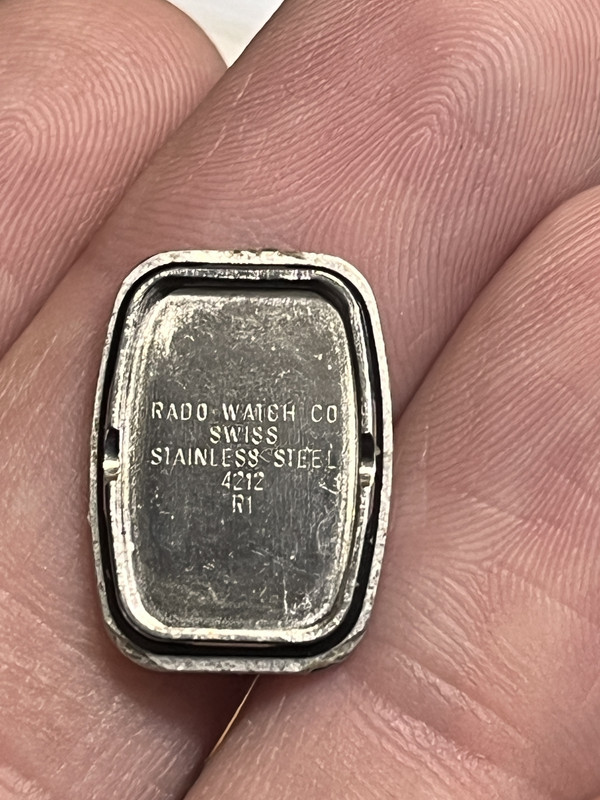 RADO WATCH CO
SWISS
STAINLESS STEEL
4212
R1